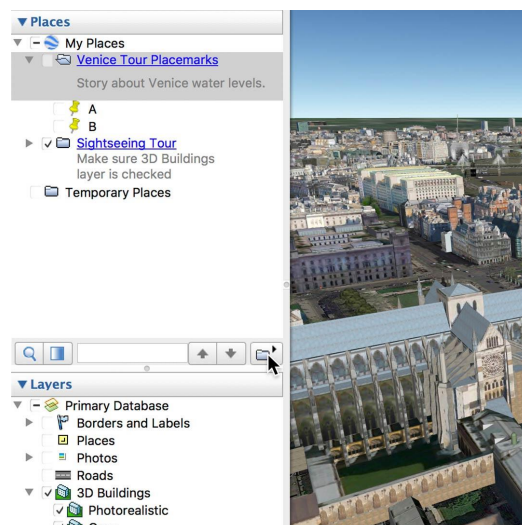 Places
My Places
Venice Tour Placemarks
Story about Venice water levels.
A
B
Sightseeing Tour
Make sure 3D Buildings
layer is checked
Temporary Places
Layers
Primary Database
Borders and Labels
Places
Photos
Roads
3D Buildings
Photorealistic